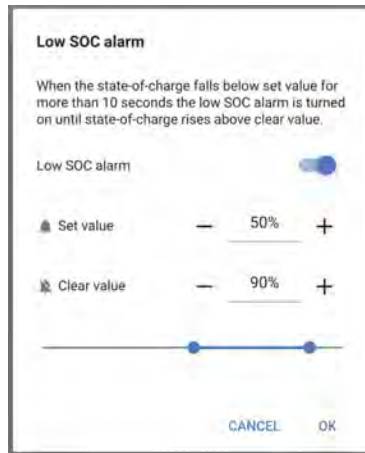 Low SOC alarm
When the state-of-charge falls below set value for
more than 10 seconds the low SOC alarm is turned
on until state-of-charge rises above clear value.
Low SOC alarm
Set value — 50% +
Clear value — 90% +
CANCEL OK